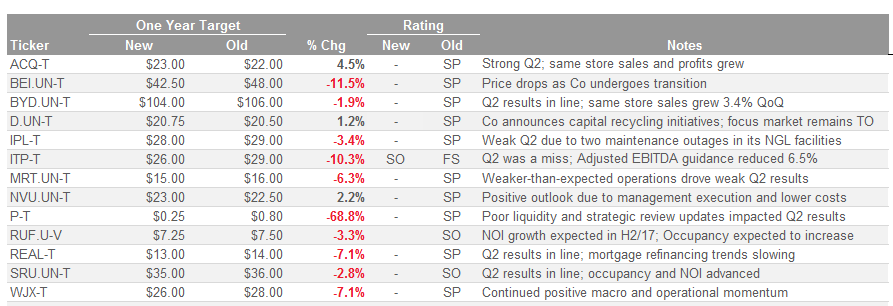 One Year Target Rating
Ticker New Old % Chg New Old Notes
ACQ-T $23.00 $22.00 4.5% - SP Strong Q2; same store sales and profits grew
BEI.UN-T $42.50 $48.00 -11.5% - SP Price drops as Co undergoes transition
BYD.UN-T $104.00 $106.00 -1.9% - SP Q2 results in line; same store sales grew 3.4% QoQ
D.UN-T $20.75 $20.50 1.2% - SP Co announces capital recycling initiatives; focus market remains TO
IPL-T $28.00 $29.00 -3.4% - SP Weak Q2 due to two maintenance outages in its NGL facilities
ITP-T $26.00 $29.00 -10.3% SO FS Q2 was a miss; Adjusted EBITDA guidance reduced 6.5%
MRT.UN-T $15.00 $16.00 -6.3% - SP Weaker-than-expected operations drove weak Q2 results
NVU.UN-T $23.00 $22.50 2.2% - SP Positive outlook due to management execution and lower costs
P-T $0.25 $0.80 -68.8% - SP Poor liquidity and strategic review updates impacted Q2 results
RUF.U-V $7.25 $7.50 -3.3% SO NOI growth expected in H2/17; Occupancy expected to increase
REAL-T $13.00 $14.00 -7.1% - SP Q2 results in line; mortgage refinancing trends slowing
SRU.UN-T $35.00 $36.00 -2.8% - SO Q2 results in line; occupancy and NOI advanced
WJX-T $26.00 $28.00 -7.1% - SP Continued positive macro and operational momentum